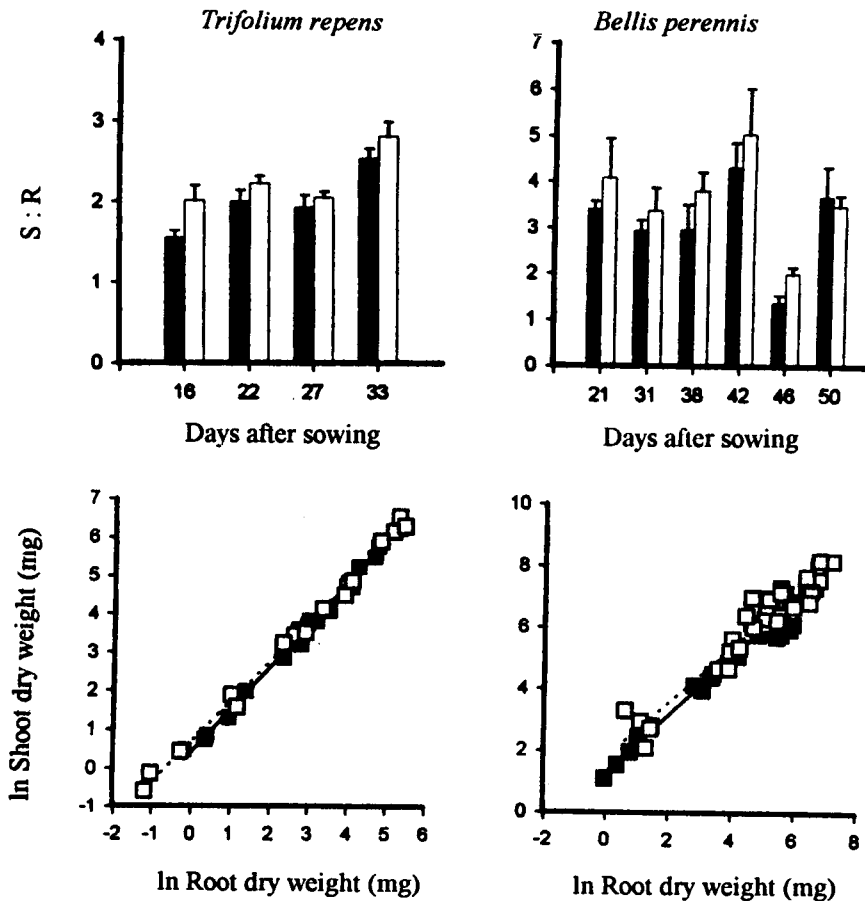 Trifolium repens
Bellis perennis
4
3
2
1
0
S : R
16 22 27 33
Days after sowing
7
6
5
4
3
2
1
0
21 31 38 42 46 50
Days after sowing
7
6
5
4
3
2
1
0
-1
ln Shoot dry weight (mg)
-2 -1 0 1 2 3 4 5 6
ln Root dry weight (mg)
10
8
6
4
2
0
-2 0 2 4 6 8
ln Root dry weight (mg)